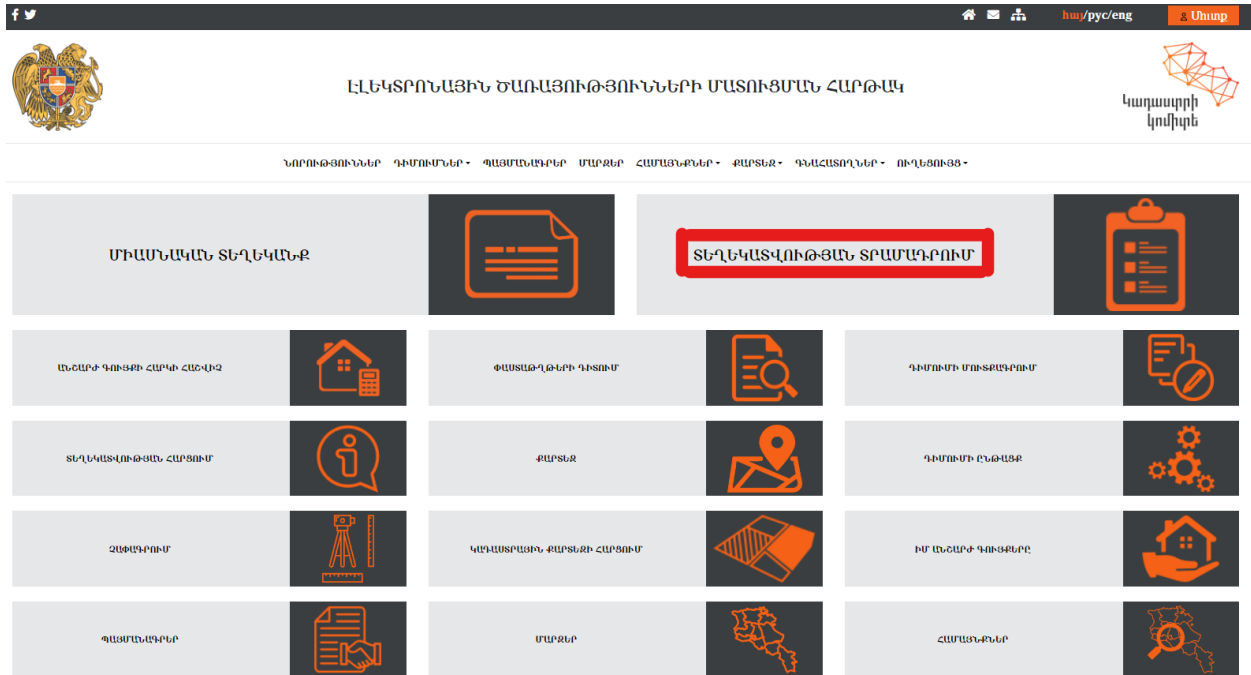 հայ/рус/eng
Մուտք
ԷԼԵԿՏՐՈՆԱՅԻՆ ԾԱՌԱՅՈՒԹՅՈՒՆՆԵՐԻ ՄԱՏՈՒՑՄԱՆ ՀԱՐԹԱԿ
Կադաստրի
կոմիտե
ՆՈՐՈՒԹՅՈՒՆՆԵՐ ԴԻՄՈՒՄՆԵՐ ՊԱՅՄԱՆԱԳՐԵՐ ՄԱՐԶԵՐ ՀԱՄԱՅՆՔՆԵՐ ՔԱՐՏԵԶ ԳՆԱՀԱՏՈՂՆԵՐ ՈՒՂԵՑՈՒՅՑ
ՄԻԱՍՆԱԿԱՆ ՏԵՂԵԿԱՆՔ
ՏԵՂԵԿԱՏՎՈՒԹՅԱՆ ՏՐԱՄԱԴՐՈՒՄ
ԱՆՇԱՐԺ ԳՈՒՅՔԻ ՀԱՐԿԻ ՀԱՇՎԻՉ
ՓԱՍՏԱԹՂԹԵՐԻ ԴԻՏՈՒՄ
ԴԻՄՈՒՄԻ ՄՈՒՏՔԱԳՐՈՒՄ
ՏԵՂԵԿԱՏՎՈՒԹՅԱՆ ՀԱՐՑՈՒՄ
ՔԱՐՏԵԶ
ԴԻՄՈՒՄԻ ԸՆԹԱՑՔ
ՉԱՓԱԳՐՈՒՄ
ԿԱԴԱՍՏՐԱՅԻՆ ՔԱՐՏԵԶԻ ՀԱՐՑՈՒՄ
ԻՄ ԱՆՇԱՐԺ ԳՈՒՅՔԵՐԸ
ՊԱՅՄԱՆԱԳՐԵՐ
ՄԱՐԶԵՐ
ՀԱՄԱՅՆՔՆԵՐ